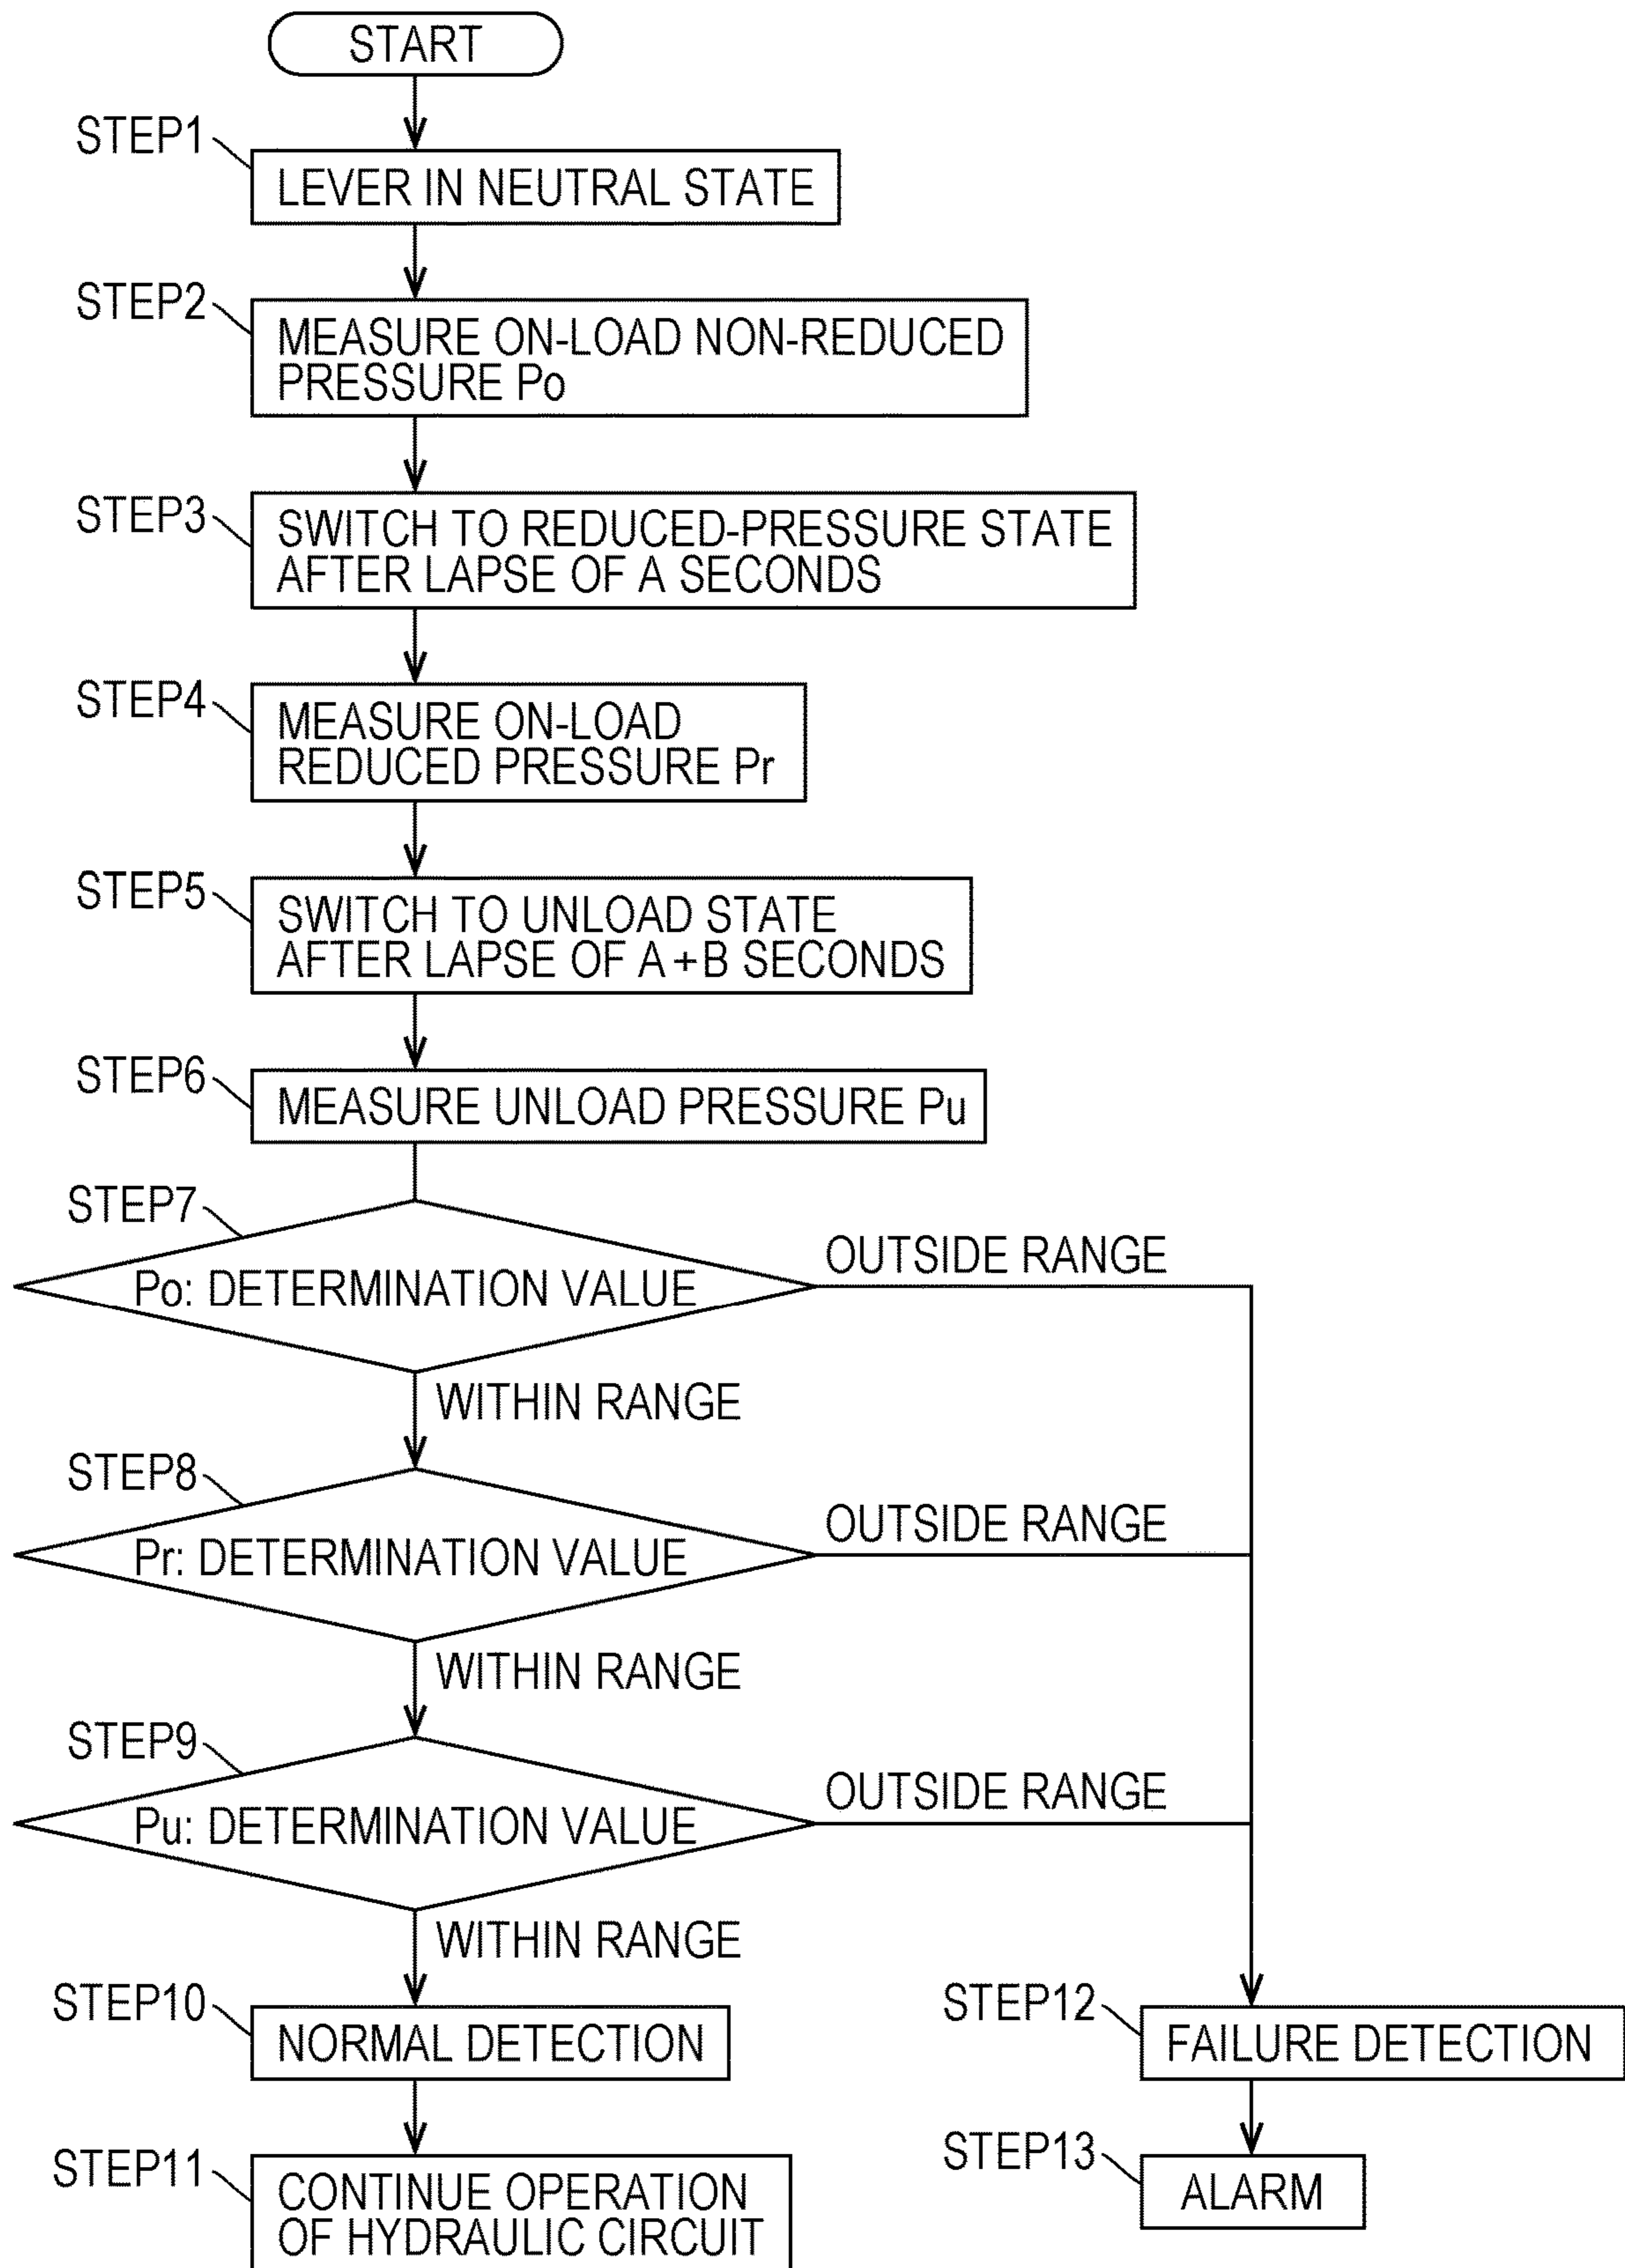 START
STEP1
LEVER IN NEUTRAL STATE
STEP2
MEASURE ON-LOAD NON-REDUCED
PRESSURE Po
STEP3
SWITCH TO REDUCED-PRESSURE STATE
AFTER LAPSE OF A SECONDS
STEP4
MEASURE ON-LOAD
REDUCED PRESSURE Pr
STEP5
SWITCH TO UNLOAD STATE
AFTER LAPSE OF A+B SECONDS
STEP6
MEASURE UNLOAD PRESSURE Pu
STEP7
Po: DETERMINATION VALUE
OUTSIDE RANGE
WITHIN RANGE
STEP8
Pr: DETERMINATION VALUE
OUTSIDE RANGE
WITHIN RANGE
STEP9
Pu: DETERMINATION VALUE
OUTSIDE RANGE
WITHIN RANGE
STEP10
NORMAL DETECTION
STEP11
CONTINUE OPERATION
OF HYDRAULIC CIRCUIT
STEP12
FAILURE DETECTION
STEP13
ALARM